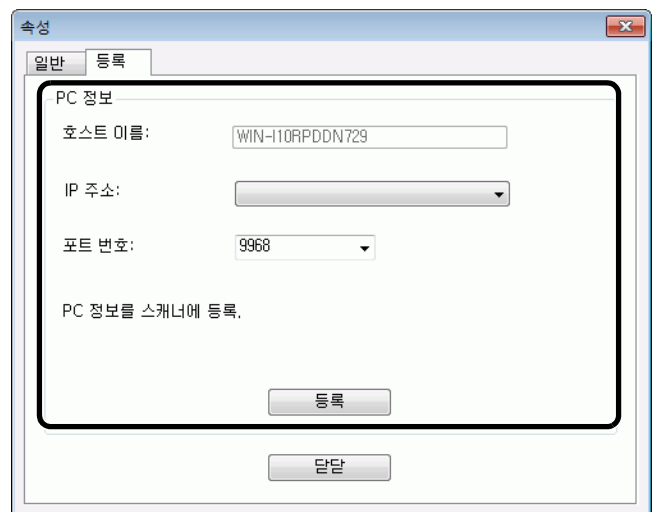 속성
일반 등록
PC 정보
호스트 이름: WIN-I10RPDDN729
IP 주소:
포트 번호: 9968
PC 정보를 스캐너에 등록.
등록
닫닫